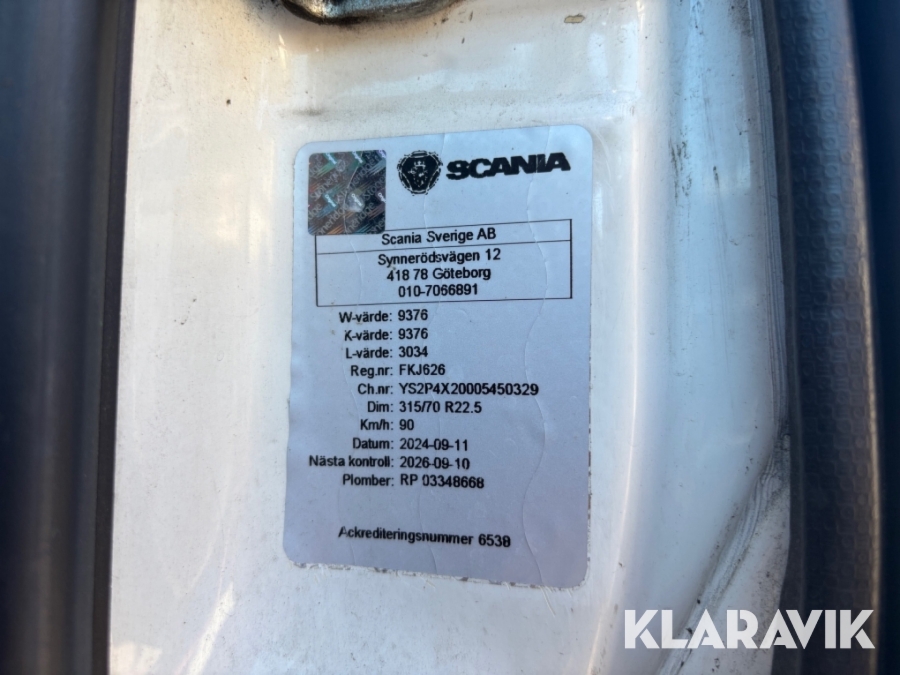 SCANIA
Scania Sverige AB
Synnerödsvägen 12
418 78 Göteborg
010-7066891
W-värde: 9376
K-värde: 9376
L-värde: 3034
Reg.nr: FKJ626
Ch.nr: YS2P4X20005450329
Dim: 315/70 R22.5
Km/h: 90
Datum: 2024-09-11
Nästa kontroll: 2026-09-10
Plomber: RP 03348668
Ackrediteringsnummer 6538
KLARAVIK